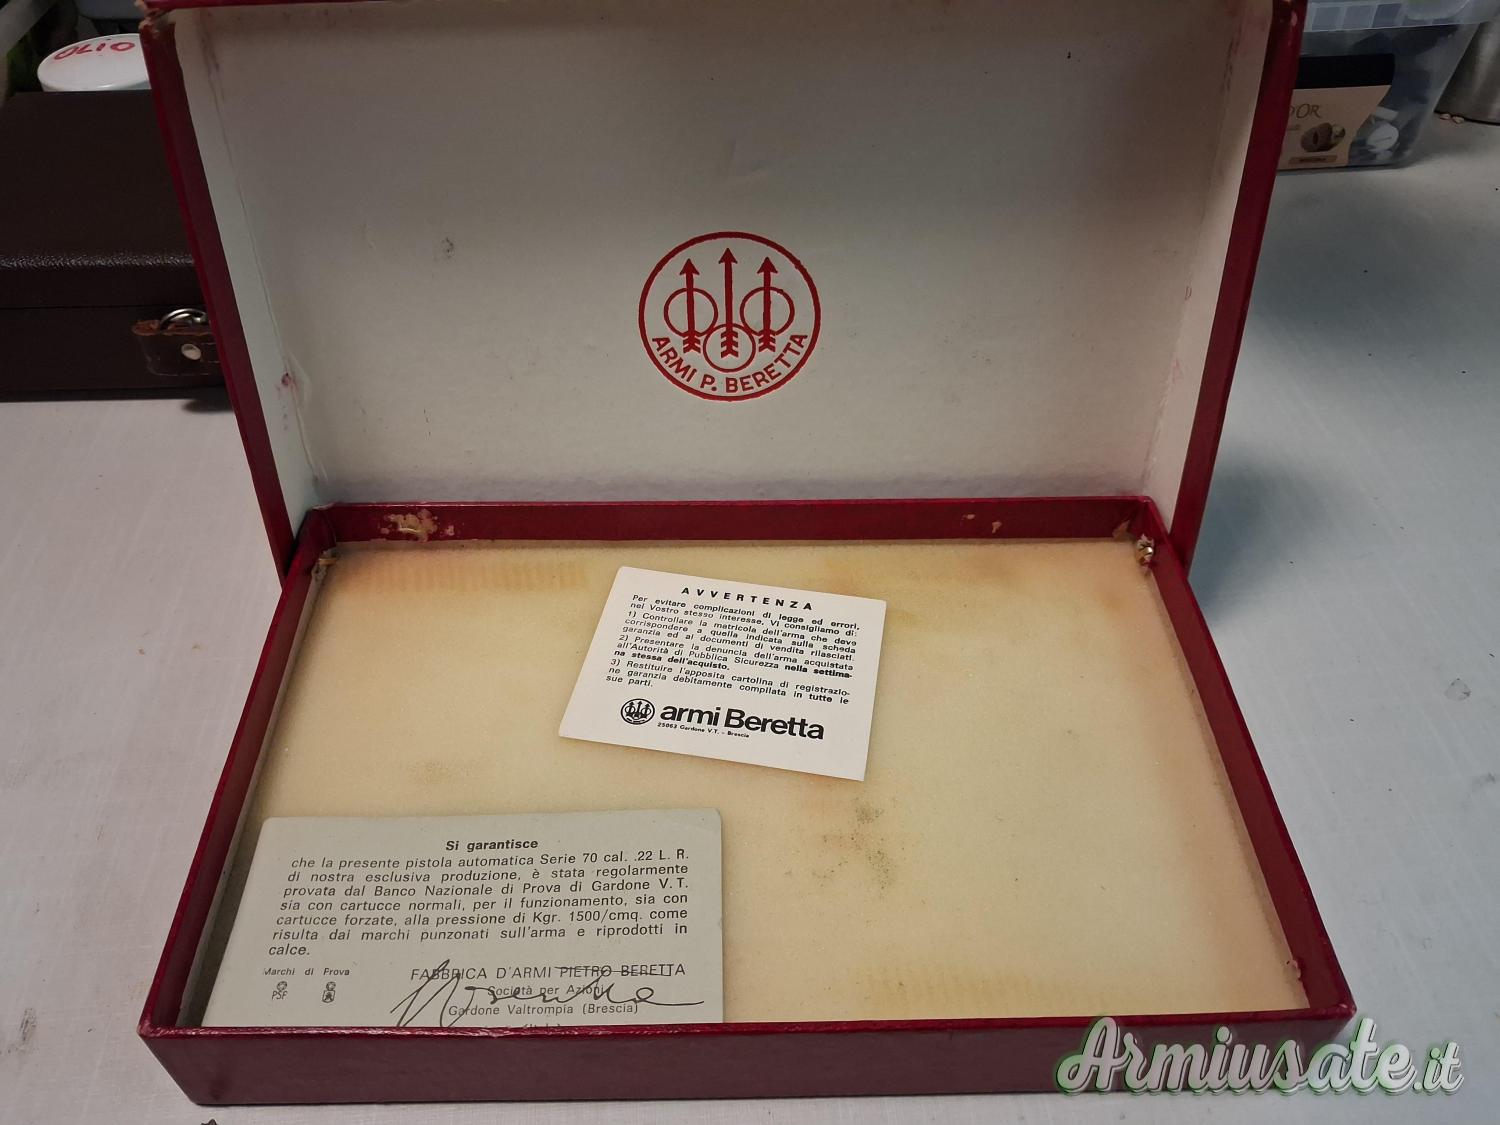 OLIO
D'OR
ARMI P. BERETTA
AVVERTENZA
Per evitare complicazioni di legge ed errori,
nel Vostro stesso interesse, Vi consigliamo di:
1) Controllare la matricola dell'arma che deve
corrispondere a quella indicata sulla scheda
garanzia ed ai documenti di vendita rilasciati.
2) Presentare la denuncia dell'arma acquistata
all'Autorità di Pubblica Sicurezza nella settima-
na stessa dell'acquisto.
3) Restituire l'apposita cartolina di registrazio-
ne garanzia debitamente compilata in tutte le
sue parti.
armi Beretta
25063 Gardone V.T. - Brescia
Si garantisce
che la presente pistola automatica Serie 70 cal. .22 L. R.
di nostra esclusiva produzione, è stata regolarmente
provata dal Banco Nazionale di Prova di Gardone V. T.
sia con cartucce normali, per il funzionamento, sia con
cartucce forzate, alla pressione di Kgr. 1500/cmq. come
risulta dai marchi punzonati sull'arma e riprodotti in
calce.
Marchi di Prova
PSF
FABBRICA D'ARMI PIETRO BERETTA
Società per Azioni
Gardone Valtrompia (Brescia)
Armiusate.it